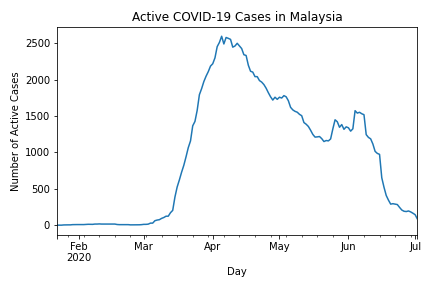 Active COVID-19 Cases in Malaysia
Number of Active Cases
2500
2000
1500
1000
500
0
Feb
2020
Mar
Apr
May
Jun
Jul
Day